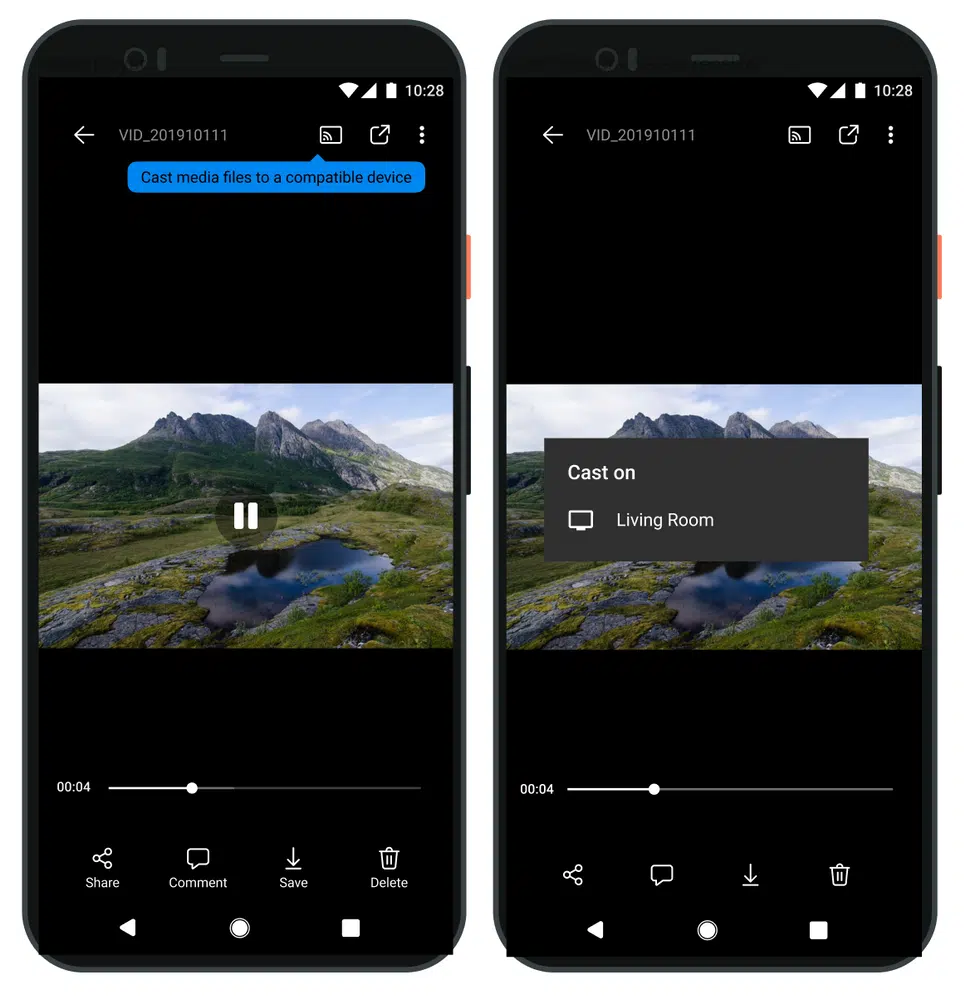 10:28
VID_201910111
Cast media files to a compatible device
00:04
Share
Comment
Save
Delete
10:28
VID_201910111
Cast on
Living Room
00:04